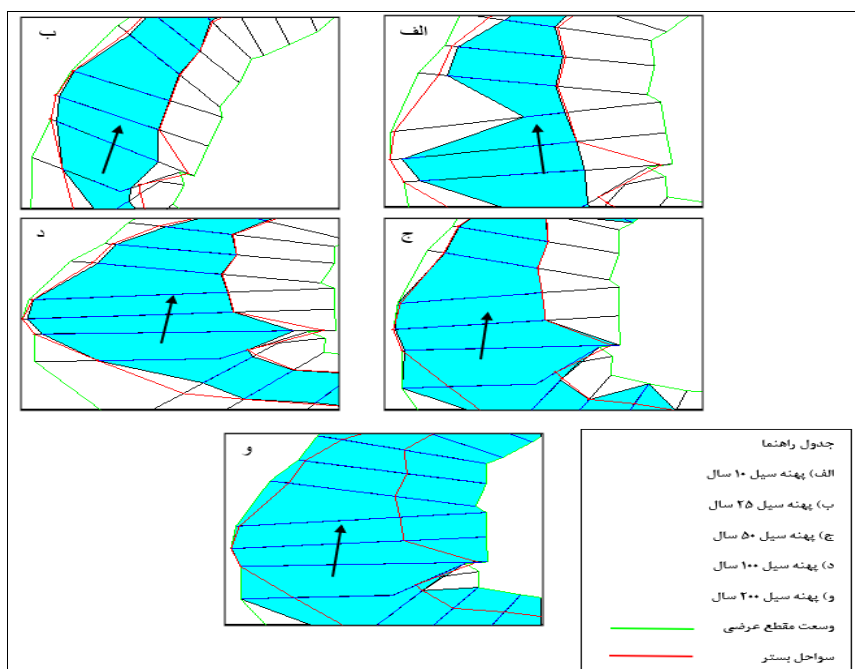 ب
الف
د
ج
و
جدول راهنما
الف) پهنه سیل ۱۰ سال
ب) پهنه سیل ۲۵ سال
ج) پهنه سیل ۵۰ سال
د) پهنه سیل ۱۰۰ سال
و) پهنه سیل ۲۰۰ سال
وسعت مقطع عرضی
سواحل بستر